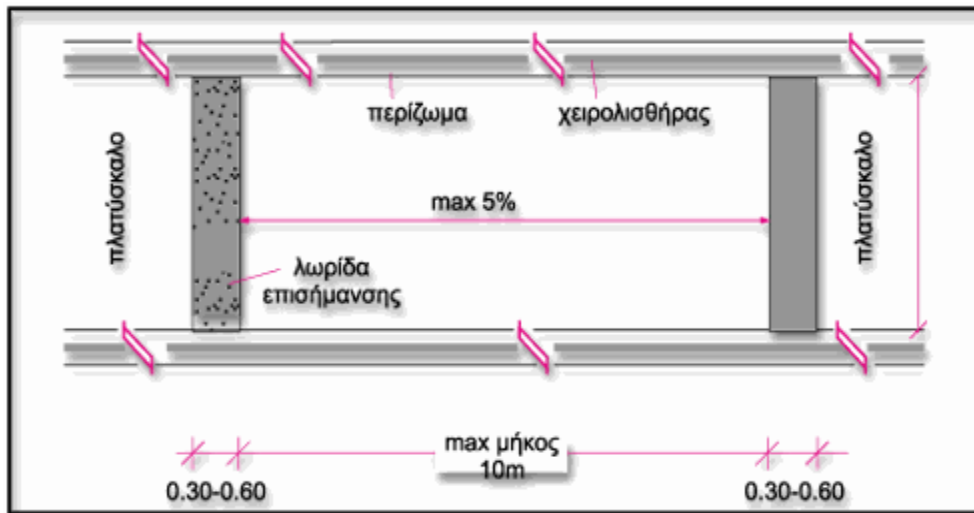 περίζωμα
χειρολισθήρας
πλατύσκαλο
max 5%
πλατύσκαλο
λωρίδα
επισήμανσης
max μήκος
10m
0.30-0.60
0.30-0.60